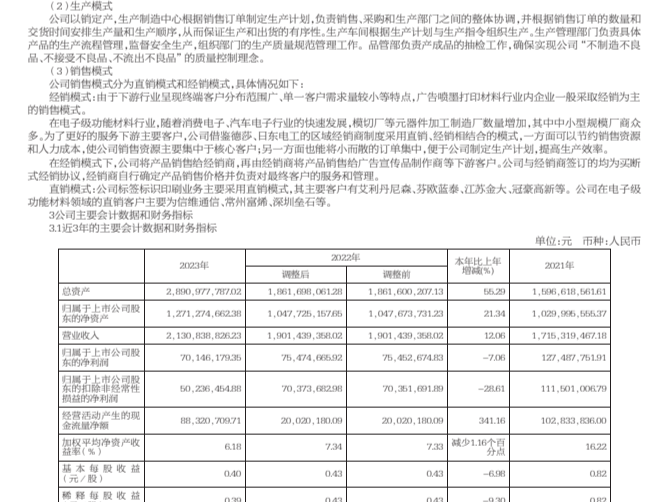 （2）生产模式
公司以销定产，生产制造中心根据销售订单制定生产计划，负责销售、采购和生产部门之间的整体协调，并根据销售订单的数量和
交货时间安排生产量和生产顺序，从而保证生产和出货的有序性。生产车间根据生产计划与生产指令组织生产。生产管理部负责具体
产品的生产流程管理，监督安全生产，组织部门的生产质量规范管理工作。品管部负责产成品的抽检工作，确保实现公司“不制造不良
品、不接受不良品、不流出不良品”的质量控制理念。
（3）销售模式
公司销售模式分为直销模式和经销模式，具体情况如下：
经销模式：由于下游行业呈现终端客户分布范围广、单一客户需求量较小等特点，广告喷墨打印材料行业内企业一般采取经销为主
的销售模式。
在电子级功能材料行业，随着消费电子、汽车电子行业的快速发展，模切厂等元器件加工制造厂数量增加，其中中小型规模厂商众
多。为了更好的服务下游主要客户，公司借鉴德莎、日东电工的区域经销商制度采用直销、经销相结合的模式，一方面可以节约销售资源
和人力成本，使公司销售资源主要集中于核心客户；另一方面也能将小而散的订单集中，便于公司制定生产计划，提高生产效率。
在经销模式下，公司将产品销售给经销商，再由经销商将产品销售给广告宣传品制作商等下游客户。公司与经销商签订的均为买断
式经销协议，经销商自行确定产品销售价格并负责对最终客户的服务和管理。
直销模式：公司标签标识印刷业务主要采用直销模式，其主要客户有艾利丹尼森、芬欧蓝泰、江苏金大、冠豪高新等。公司在电子级
功能材料领域的直销客户主要为信维通信、常州富烯、深圳垒石等。
3公司主要会计数据和财务指标
3.1近3年的主要会计数据和财务指标
单位：元 币种：人民币
2023年 2022年 本年比上年增减(%) 2021年
调整后 调整前
总资产 2,890,977,787.02 1,861,698,061.28 1,861,600,207.13 55.29 1,596,618,561.61
归属于上市公司股东的净资产 1,271,274,662.38 1,047,725,157.65 1,047,673,731.23 21.34 1,029,995,555.37
营业收入 2,130,838,826.23 1,901,439,358.02 1,901,439,358.02 12.06 1,715,319,467.18
归属于上市公司股东的净利润 70,146,179.35 75,474,665.92 75,452,674.83 -7.06 127,487,751.91
归属于上市公司股东的扣除非经常性损益的净利润 50,236,454.88 70,373,682.98 70,351,691.89 -28.61 111,501,006.79
经营活动产生的现金流量净额 88,320,709.71 20,020,180.09 20,020,180.09 341.16 102,833,836.00
加权平均净资产收益率(%) 6.18 7.34 7.33 减少1.16个百分点 16.22
基本每股收益（元/股） 0.40 0.43 0.43 -6.98 0.82
稀释每股收益 0.39 0.43 0.43 -9.30 0.82